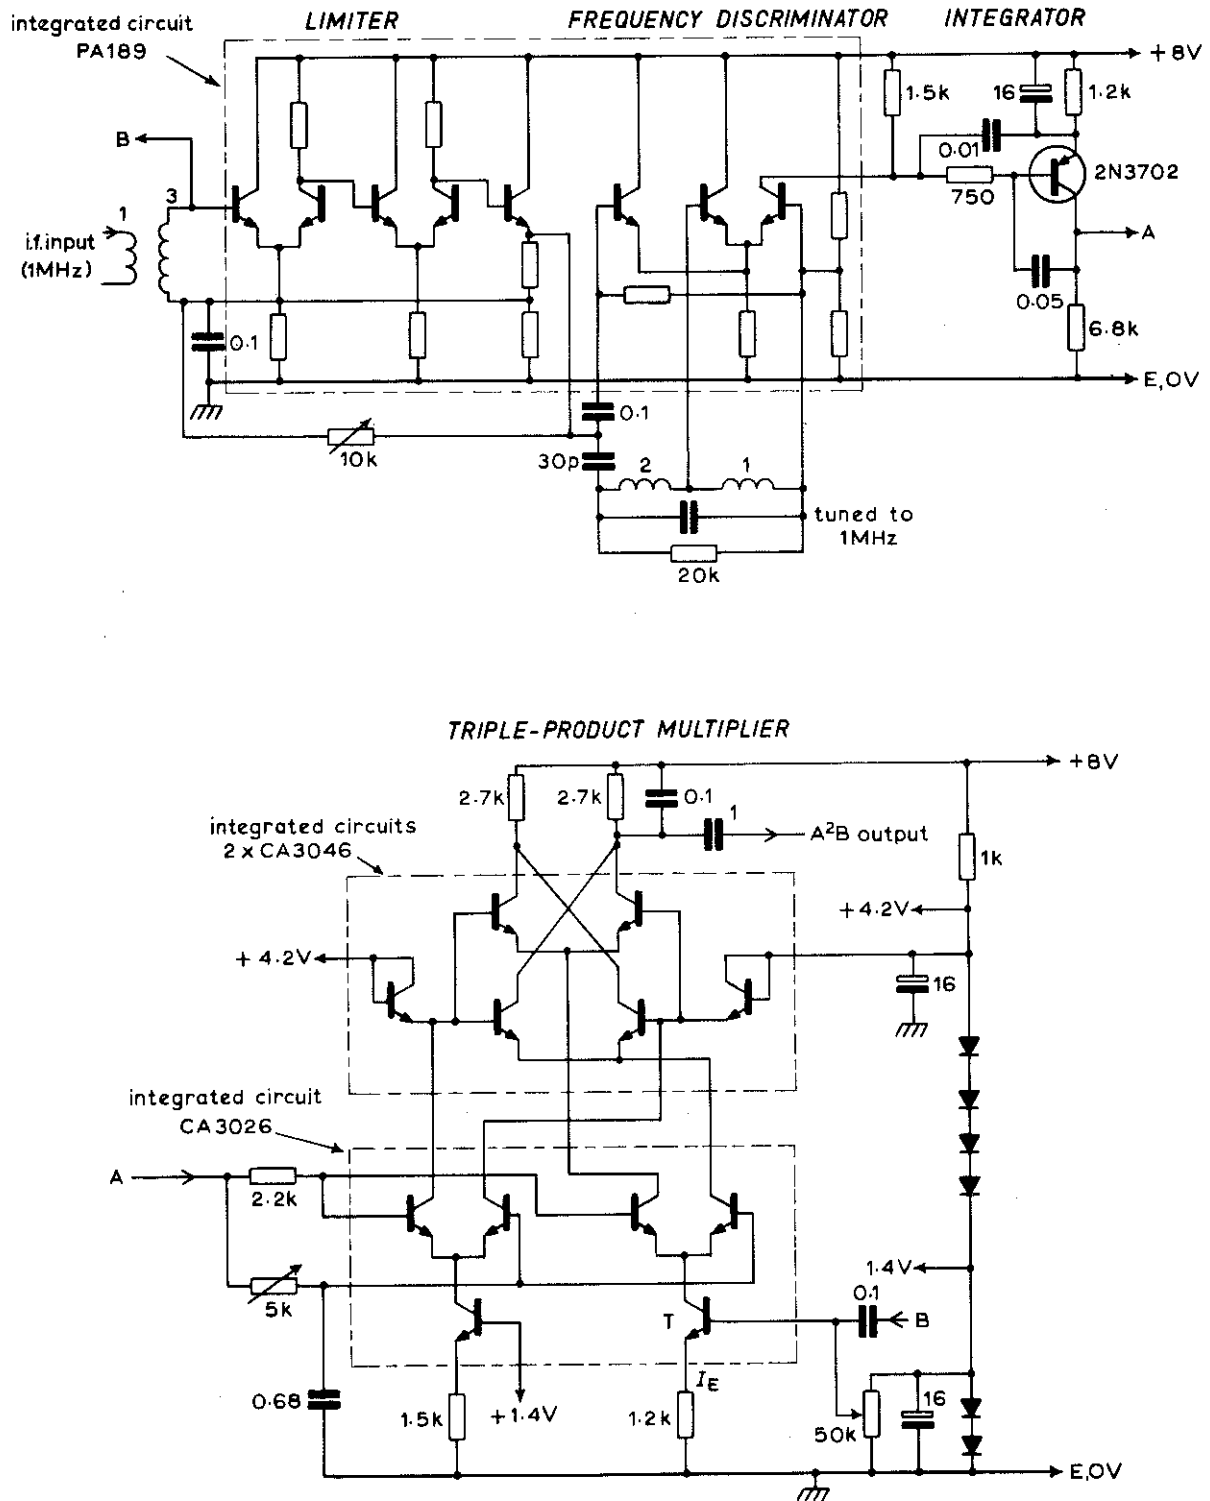 LIMITER
FREQUENCY DISCRIMINATOR
INTEGRATOR
integrated circuit
PA189
+8V
1.5k
16
1.2k
B
0.01
2N3702
750
1
3
i.f. input
(1MHz)
A
0.05
0.1
6.8k
E,0V
0.1
10k
30p
2
1
tuned to
1MHz
20k
TRIPLE-PRODUCT MULTIPLIER
+8V
2.7k
2.7k
0.1
1
A²B output
integrated circuits
2 x CA3046
1k
+4.2V
+4.2V
16
integrated circuit
CA3026
A
2.2k
1.4V
5k
0.1
T
B
IE
0.68
1.5k
+1.4V
1.2k
50k
16
E,0V